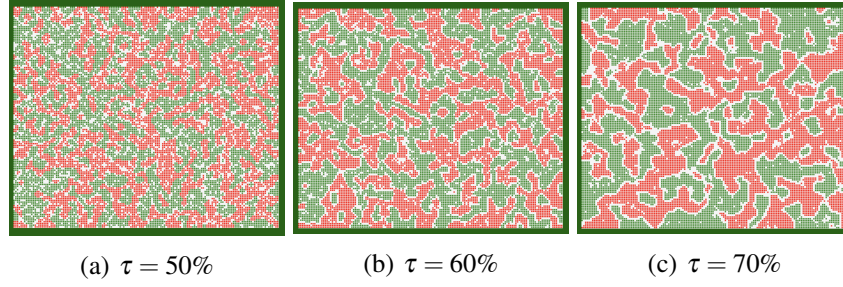 (a) τ = 50%
(b) τ = 60%
(c) τ = 70%